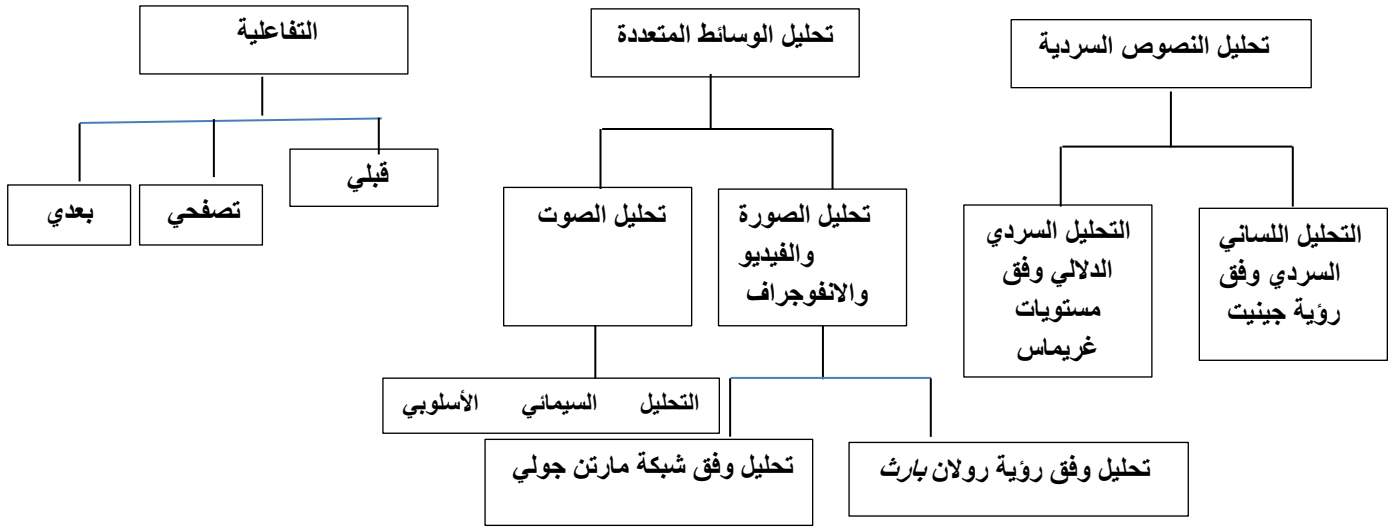 تحليل النصوص السردية
تحليل الوسائط المتعددة
التفاعلية
التحليل اللساني
السردي وفق
رؤية جينيت
التحليل السردي
الدلالي وفق
مستويات
غريماس
تحليل الصورة
والفيديو
والانفوجراف
تحليل الصوت
قبلي
تصفحي
بعدي
التحليل السيمائي الأسلوبي
تحليل وفق رؤية رولان بارث
تحليل وفق شبكة مارتن جولي